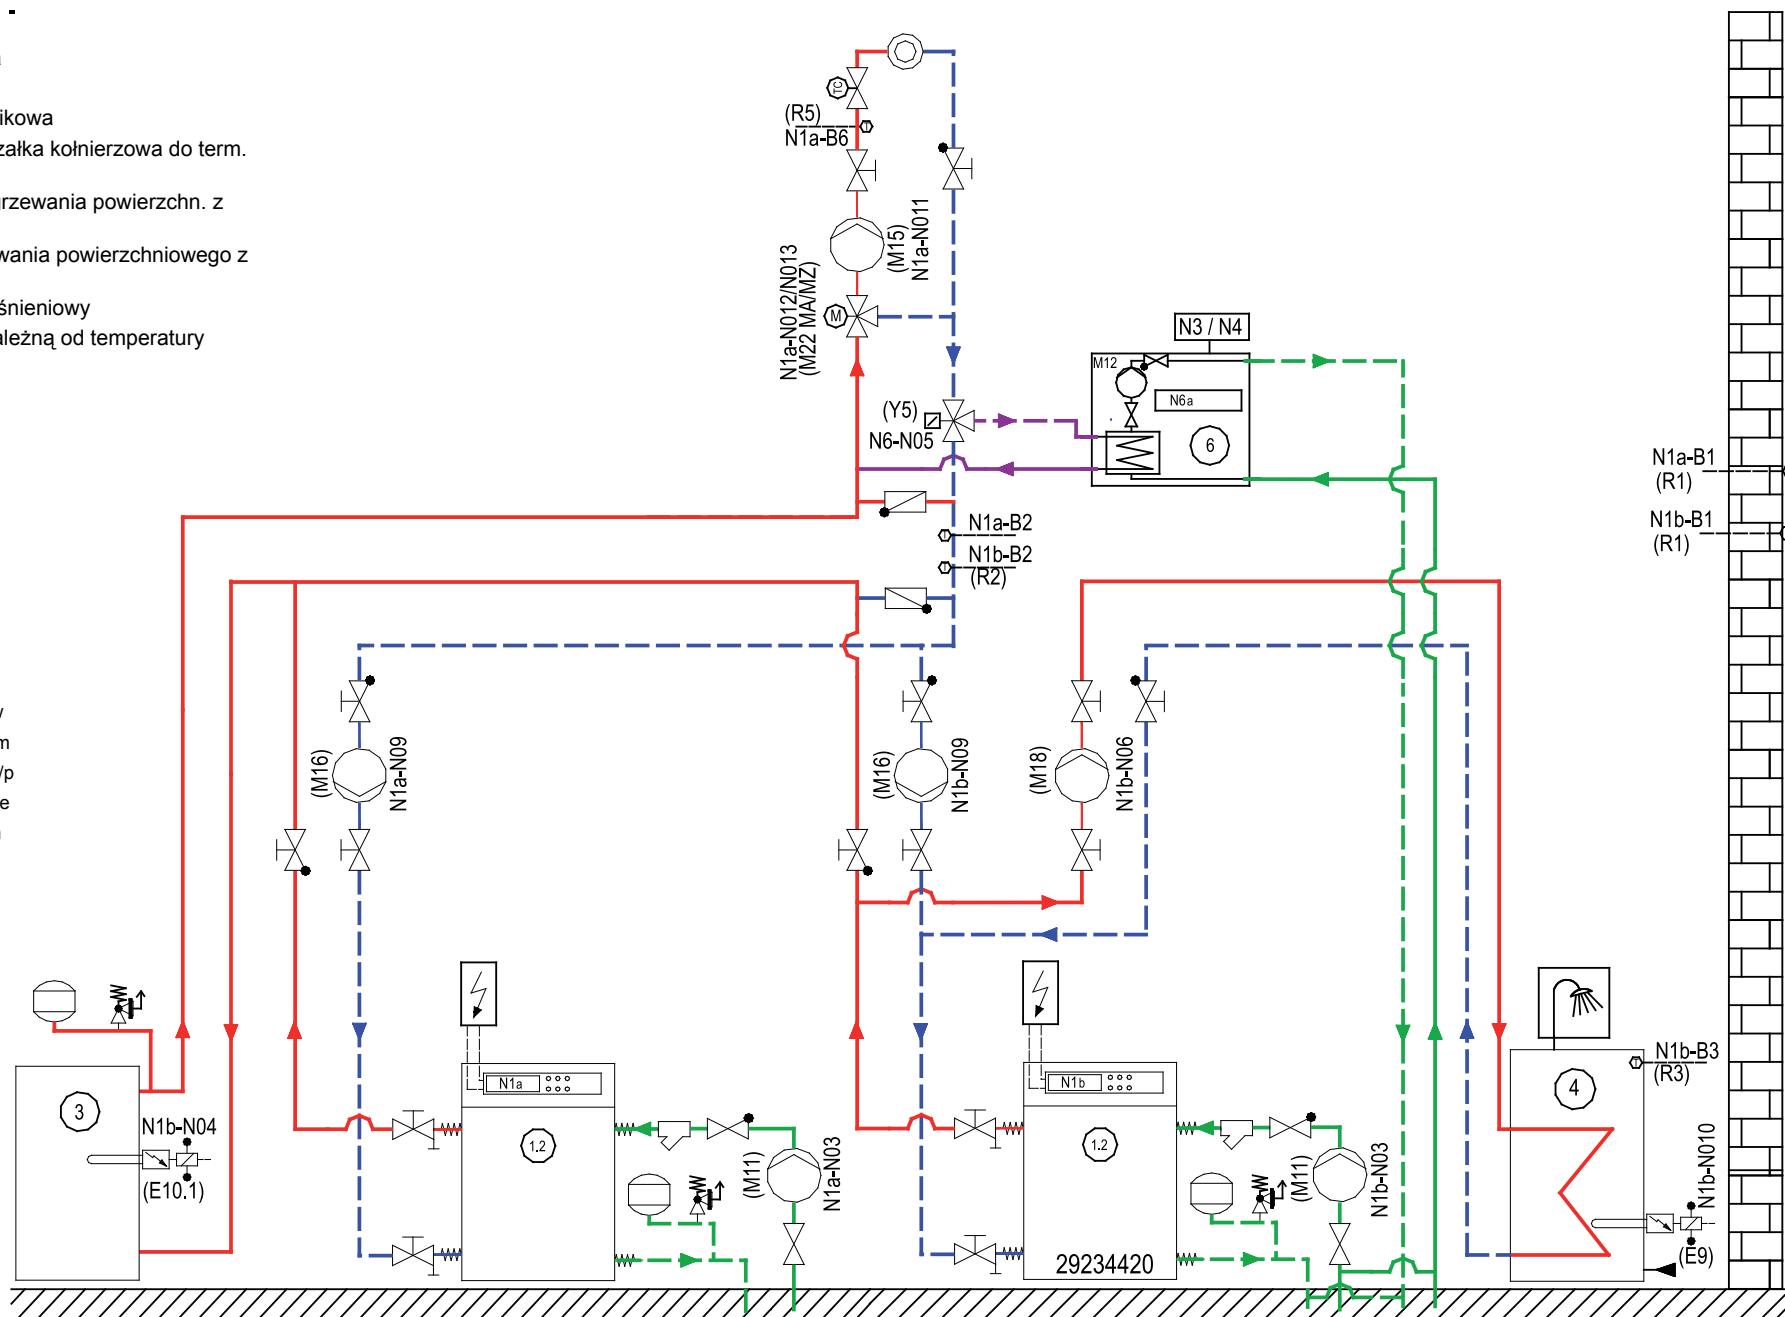 ikowa
załka kołnierzowa do term.
grzewania powierzchn. z
wania powierzchniowego z
śnieniowy
ależną od temperatury
m
/p
e
TC
(R5)
N1a-B6
(M15)
N1a-N011
N1a-N012/N013
(M22 MA/MZ)
M
N3 / N4
M12
N6a
6
(Y5)
N6-N05
N1a-B1
(R1)
N1b-B1
(R1)
N1a-B2
N1b-B2
(R2)
(M16)
N1a-N09
(M16)
N1b-N09
(M18)
N1b-N06
3
N1b-N04
(E10.1)
N1a
1.2
(M11)
N1a-N03
N1b
1.2
29234420
(M11)
N1b-N03
4
N1b-B3
(R3)
N1b-N010
(E9)